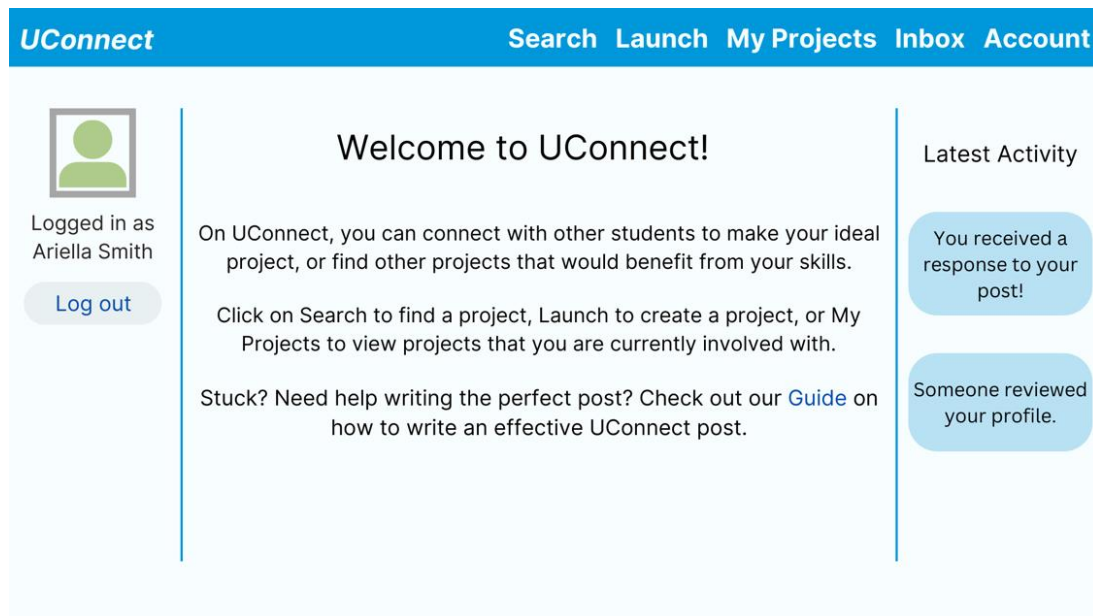 UConnect
Search Launch My Projects Inbox Account
Logged in as
Ariella Smith
Log out
Welcome to UConnect!
On UConnect, you can connect with other students to make your ideal
project, or find other projects that would benefit from your skills.
Click on Search to find a project, Launch to create a project, or My
Projects to view projects that you are currently involved with.
Stuck? Need help writing the perfect post? Check out our Guide on
how to write an effective UConnect post.
Latest Activity
You received a
response to your
post!
Someone reviewed
your profile.